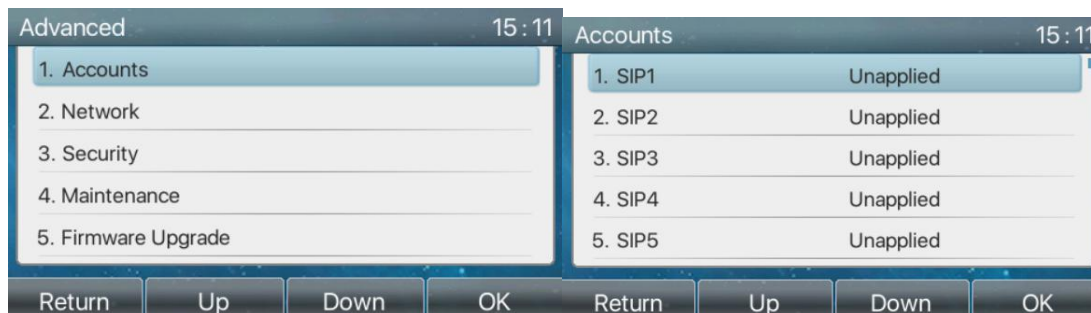 Advanced 15:11
1. Accounts
2. Network
3. Security
4. Maintenance
5. Firmware Upgrade
Return Up Down OK
Accounts 15:11
1. SIP1 Unapplied
2. SIP2 Unapplied
3. SIP3 Unapplied
4. SIP4 Unapplied
5. SIP5 Unapplied
Return Up Down OK